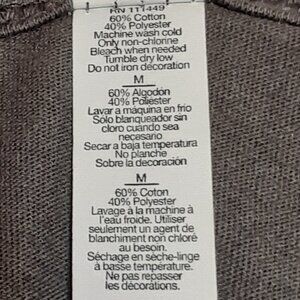 RN 111449
60% Cotton
40% Polyester
Machine wash cold
Only non-chlorine
Bleach when needed
Tumble dry low
Do not iron decoration
M
60% Algodón
40% Poliéster
Lavar a máquina en frio
Solo blanqueador sin
cloro cuando sea
necesario
Secar a baja temperatura
No planche
Sobre la decoración
M
60% Coton
40% Polyester
Lavage à la machine à
l'eau froide. Utiliser
seulement un agent de
blanchiment non chloré
au besoin.
Séchage en sèche-linge
à basse température.
Ne pas repasser
les décorations.